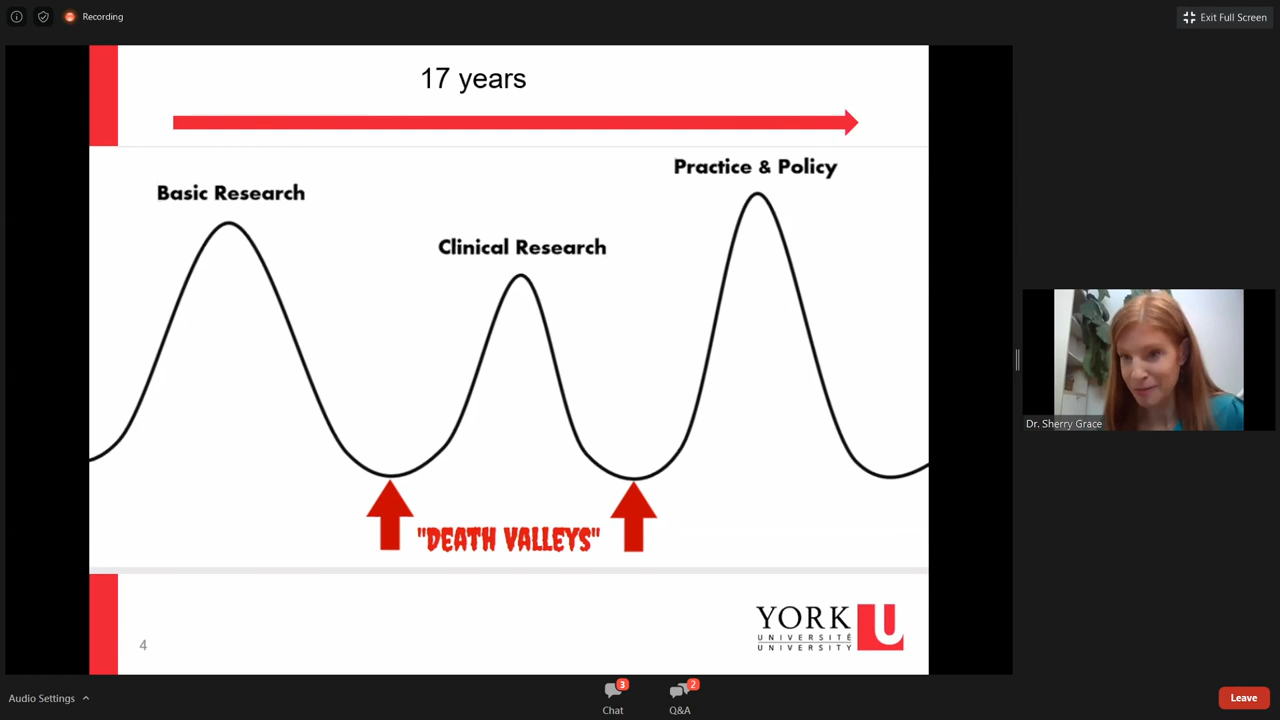 Recording
Exit Full Screen
17 years
Practice & Policy
Basic Research
Clinical Research
"DEATH VALLEYS"
YORK U
UNIVERSITÉ
UNIVERSITY
4
Dr. Sherry Grace
Audio Settings
3
Chat
2
Q&A
Leave